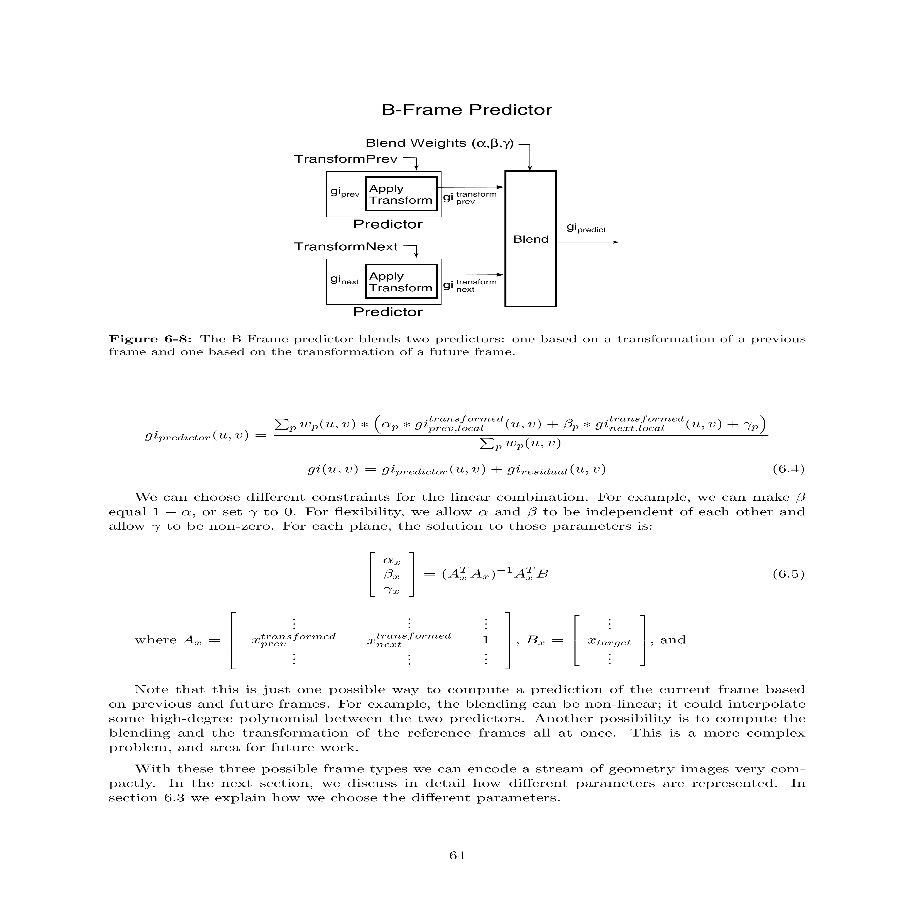 B-Frame Predictor
Blend Weights (α,β,γ)
TransformPrev
gi prev
Apply
Transform
gi transform prev
Predictor
TransformNext
gi next
Apply
Transform
gi transform next
Predictor
Blend
gi predict
Figure 6-8: The B Frame predictor blends two predictors: one based on a transformation of a previous
frame and one based on the transformation of a future frame.
gi_{predictor}(u, v) = \frac{\sum_p w_p(u, v) * \left( \alpha_p * gi_{prev.local}^{transformed}(u, v) + \beta_p * gi_{next.local}^{transformed}(u, v) + \gamma_p \right)}{\sum_p w_p(u, v)}
gi(u, v) = gi_{predictor}(u, v) + gi_{residual}(u, v) (6.4)
We can choose different constraints for the linear combination. For example, we can make β
equal 1 − α, or set γ to 0. For flexibility, we allow α and β to be independent of each other and
allow γ to be non-zero. For each plane, the solution to those parameters is:
\begin{bmatrix} \alpha_x \\ \beta_x \\ \gamma_x \end{bmatrix} = (A_x^T A_x)^{-1} A_x^T B (6.5)
where A_x = \begin{bmatrix} \vdots & \vdots & \vdots \\ x_{prev}^{transformed} & x_{next}^{transformed} & 1 \\ \vdots & \vdots & \vdots \end{bmatrix}, B_x = \begin{bmatrix} \vdots \\ x_{target} \\ \vdots \end{bmatrix}, and
Note that this is just one possible way to compute a prediction of the current frame based
on previous and future frames. For example, the blending can be non-linear; it could interpolate
some high-degree polynomial between the two predictors. Another possibility is to compute the
blending and the transformation of the reference frames all at once. This is a more complex
problem, and area for future work.
With these three possible frame types we can encode a stream of geometry images very com-
pactly. In the next section, we discuss in detail how different parameters are represented. In
section 6.3 we explain how we choose the different parameters.
64